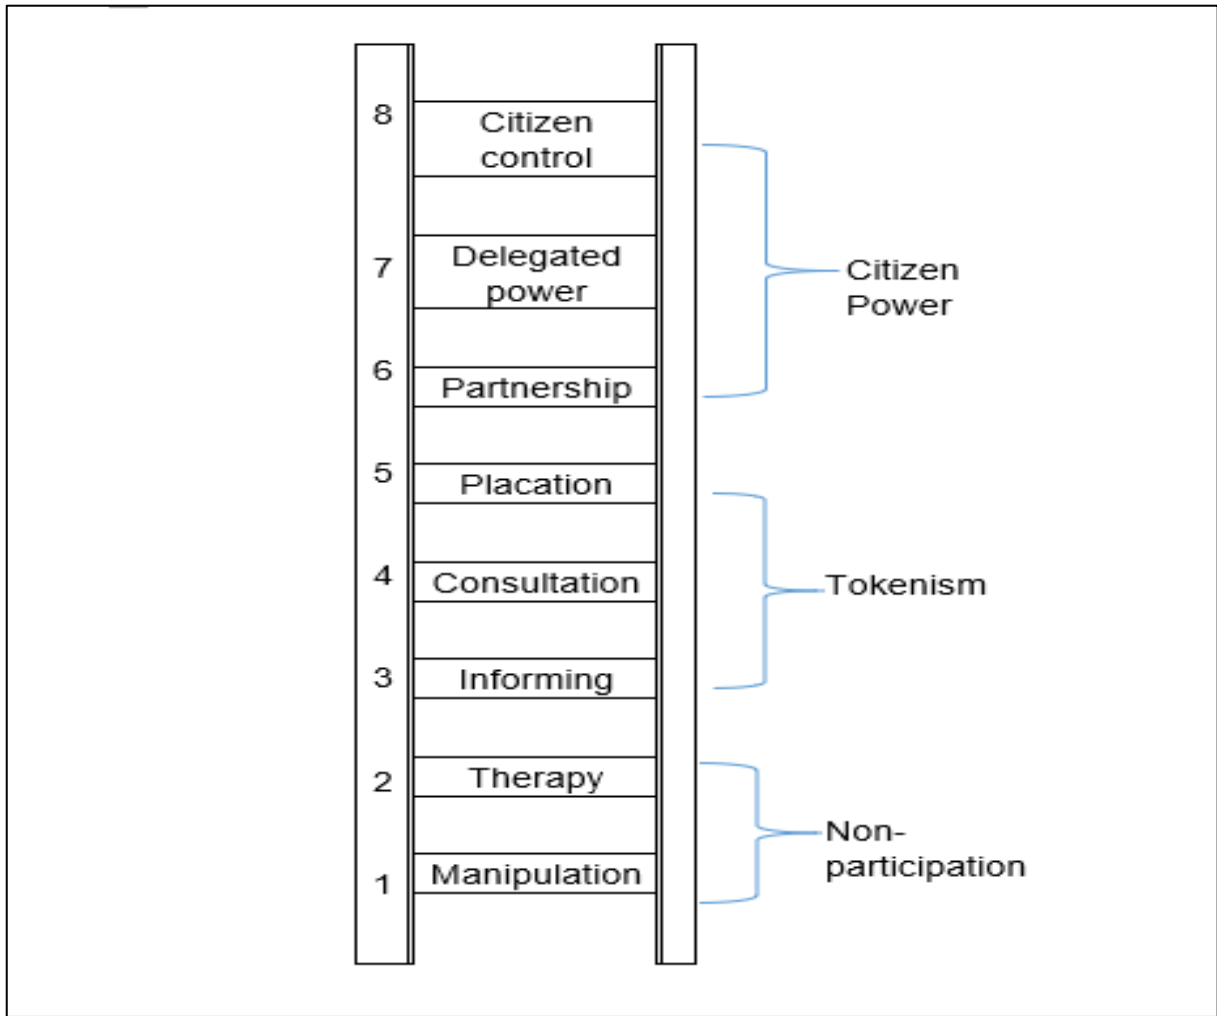 8
Citizen
control
7
Delegated
power
Citizen
Power
6
Partnership
5
Placation
4
Consultation
Tokenism
3
Informing
2
Therapy
Non-
participation
1
Manipulation